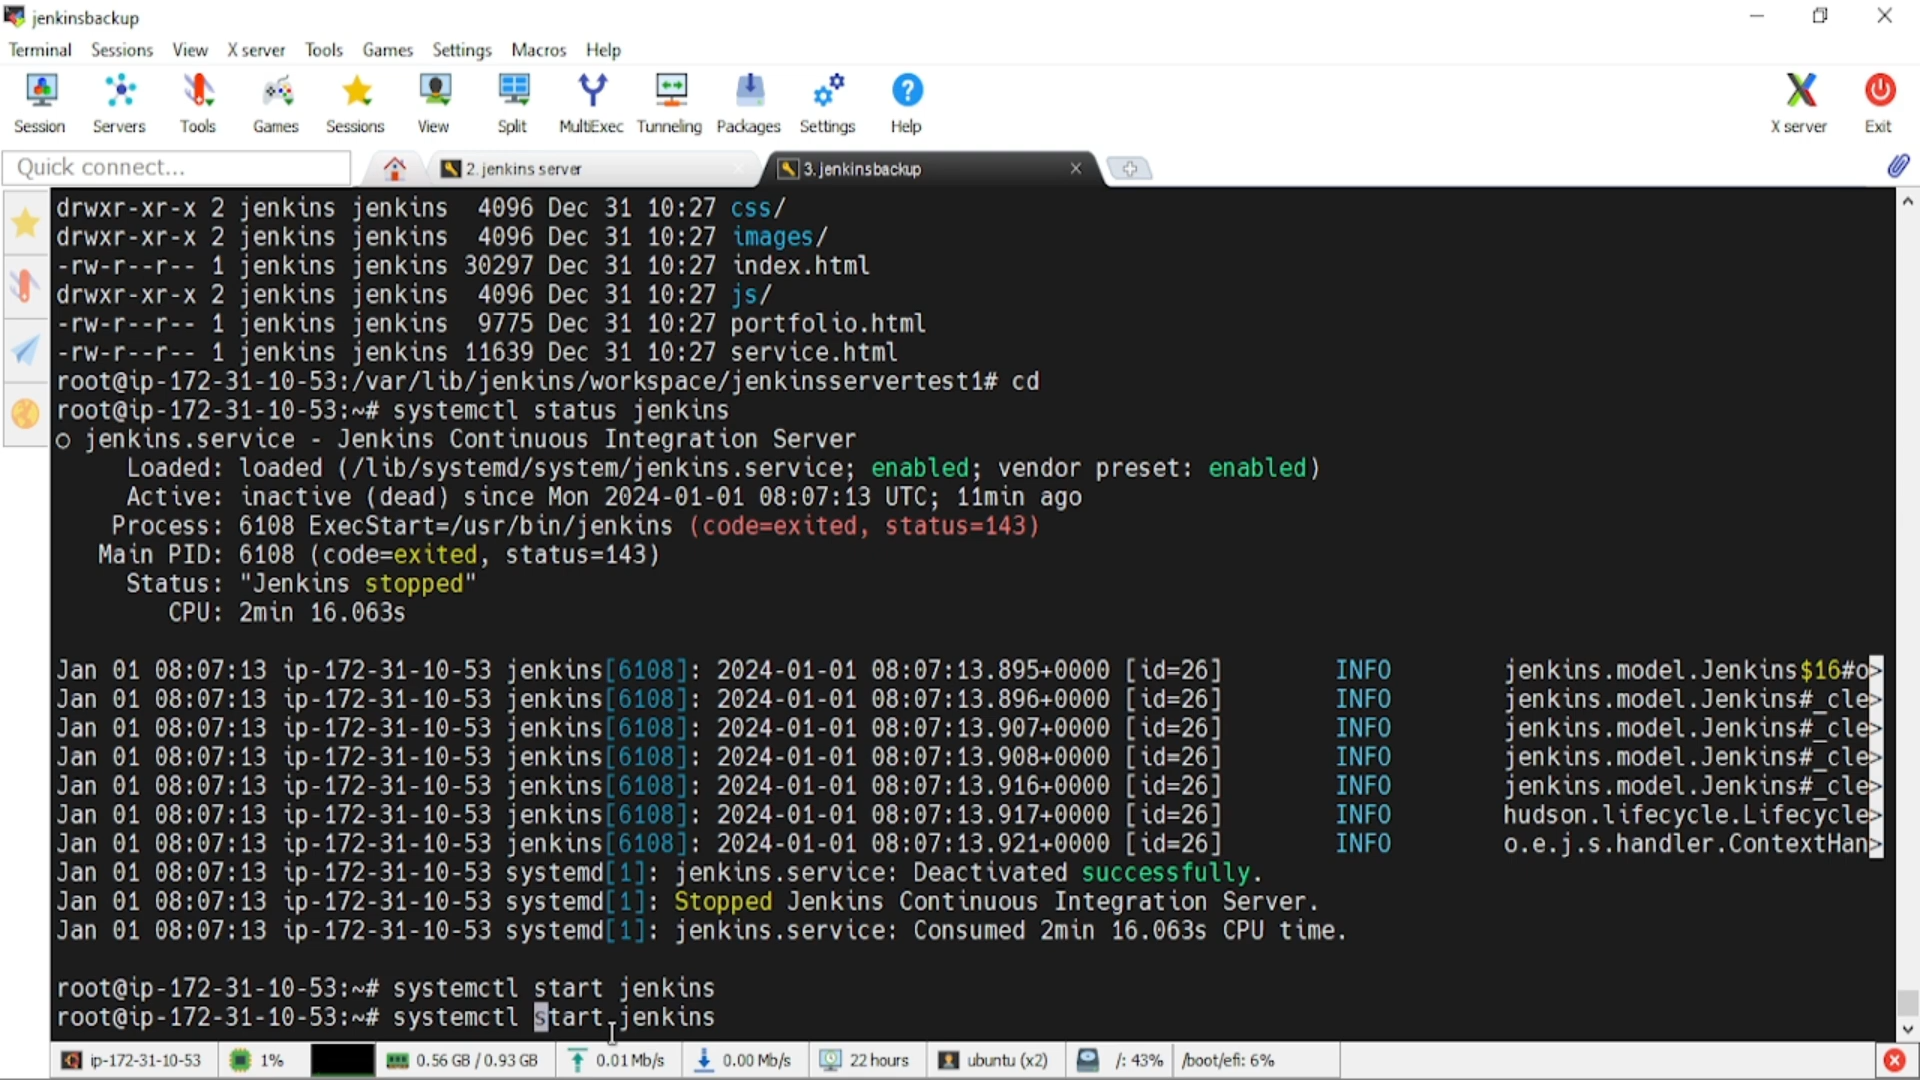 jenkinsbackup
Terminal Sessions View X server Tools Games Settings Macros Help
Session Servers Tools Games Sessions View Split MultiExec Tunneling Packages Settings Help X server Exit
Quick connect... 2. jenkins server 3. jenkinsbackup
drwxr-xr-x 2 jenkins jenkins  4096 Dec 31 10:27 css/
drwxr-xr-x 2 jenkins jenkins  4096 Dec 31 10:27 images/
-rw-r--r-- 1 jenkins jenkins 30297 Dec 31 10:27 index.html
drwxr-xr-x 2 jenkins jenkins  4096 Dec 31 10:27 js/
-rw-r--r-- 1 jenkins jenkins  9775 Dec 31 10:27 portfolio.html
-rw-r--r-- 1 jenkins jenkins 11639 Dec 31 10:27 service.html
root@ip-172-31-10-53:/var/lib/jenkins/workspace/jenkinsservertest1# cd
root@ip-172-31-10-53:~# systemctl status jenkins
○ jenkins.service - Jenkins Continuous Integration Server
Loaded: loaded (/lib/systemd/system/jenkins.service; enabled; vendor preset: enabled)
Active: inactive (dead) since Mon 2024-01-01 08:07:13 UTC; 11min ago
Process: 6108 ExecStart=/usr/bin/jenkins (code=exited, status=143)
Main PID: 6108 (code=exited, status=143)
Status: "Jenkins stopped"
CPU: 2min 16.063s
Jan 01 08:07:13 ip-172-31-10-53 jenkins[6108]: 2024-01-01 08:07:13.895+0000 [id=26] INFO jenkins.model.Jenkins$16#o>
Jan 01 08:07:13 ip-172-31-10-53 jenkins[6108]: 2024-01-01 08:07:13.896+0000 [id=26] INFO jenkins.model.Jenkins#_cle>
Jan 01 08:07:13 ip-172-31-10-53 jenkins[6108]: 2024-01-01 08:07:13.907+0000 [id=26] INFO jenkins.model.Jenkins#_cle>
Jan 01 08:07:13 ip-172-31-10-53 jenkins[6108]: 2024-01-01 08:07:13.908+0000 [id=26] INFO jenkins.model.Jenkins#_cle>
Jan 01 08:07:13 ip-172-31-10-53 jenkins[6108]: 2024-01-01 08:07:13.916+0000 [id=26] INFO jenkins.model.Jenkins#_cle>
Jan 01 08:07:13 ip-172-31-10-53 jenkins[6108]: 2024-01-01 08:07:13.917+0000 [id=26] INFO hudson.lifecycle.Lifecycle>
Jan 01 08:07:13 ip-172-31-10-53 jenkins[6108]: 2024-01-01 08:07:13.921+0000 [id=26] INFO o.e.j.s.handler.ContextHan>
Jan 01 08:07:13 ip-172-31-10-53 systemd[1]: jenkins.service: Deactivated successfully.
Jan 01 08:07:13 ip-172-31-10-53 systemd[1]: Stopped Jenkins Continuous Integration Server.
Jan 01 08:07:13 ip-172-31-10-53 systemd[1]: jenkins.service: Consumed 2min 16.063s CPU time.
root@ip-172-31-10-53:~# systemctl start jenkins
root@ip-172-31-10-53:~# systemctl start jenkins
ip-172-31-10-53 1% 0.56 GB / 0.93 GB 0.01 Mb/s 0.00 Mb/s 22 hours ubuntu (x2) /: 43% /boot/efi: 6%